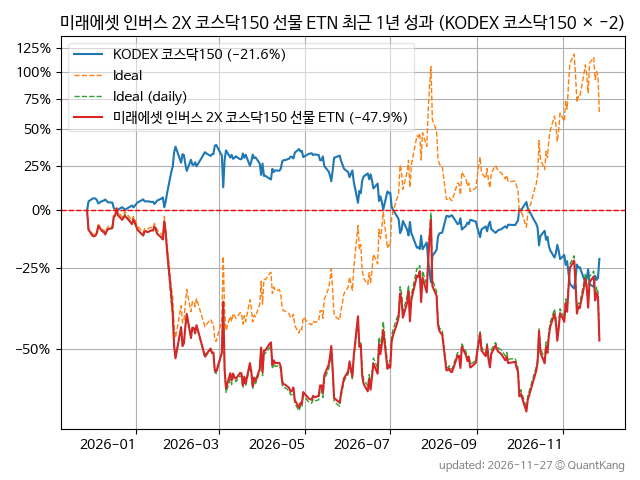 미래에셋 인버스 2X 코스닥150 선물 ETN 최근 1년 성과 (KODEX 코스닥150 × −2)
125%
100%
75%
50%
25%
0%
−25%
−50%
KODEX 코스닥150 (−21.6%)
Ideal
Ideal (daily)
미래에셋 인버스 2X 코스닥150 선물 ETN (−47.9%)
2026-01
2026-03
2026-05
2026-07
2026-09
2026-11
updated: 2026-11-27 © QuantKang